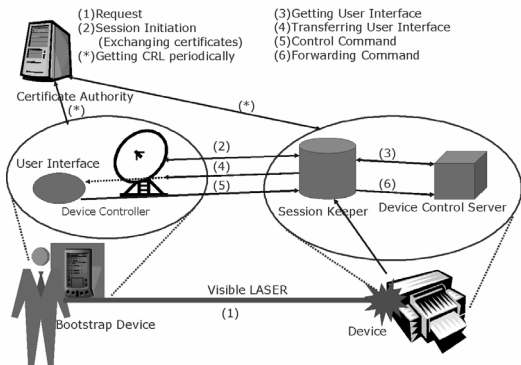 (1)Request
(2)Session Initiation
(Exchanging certificates)
(*)Getting CRL periodically
(3)Getting User Interface
(4)Transferring User Interface
(5)Control Command
(6)Forwarding Command
Certificate Authority
(*)
(*)
User Interface
(2)
(4)
(5)
(3)
(6)
Device Controller
Session Keeper
Device Control Server
Visible LASER
(1)
Bootstrap Device
Device